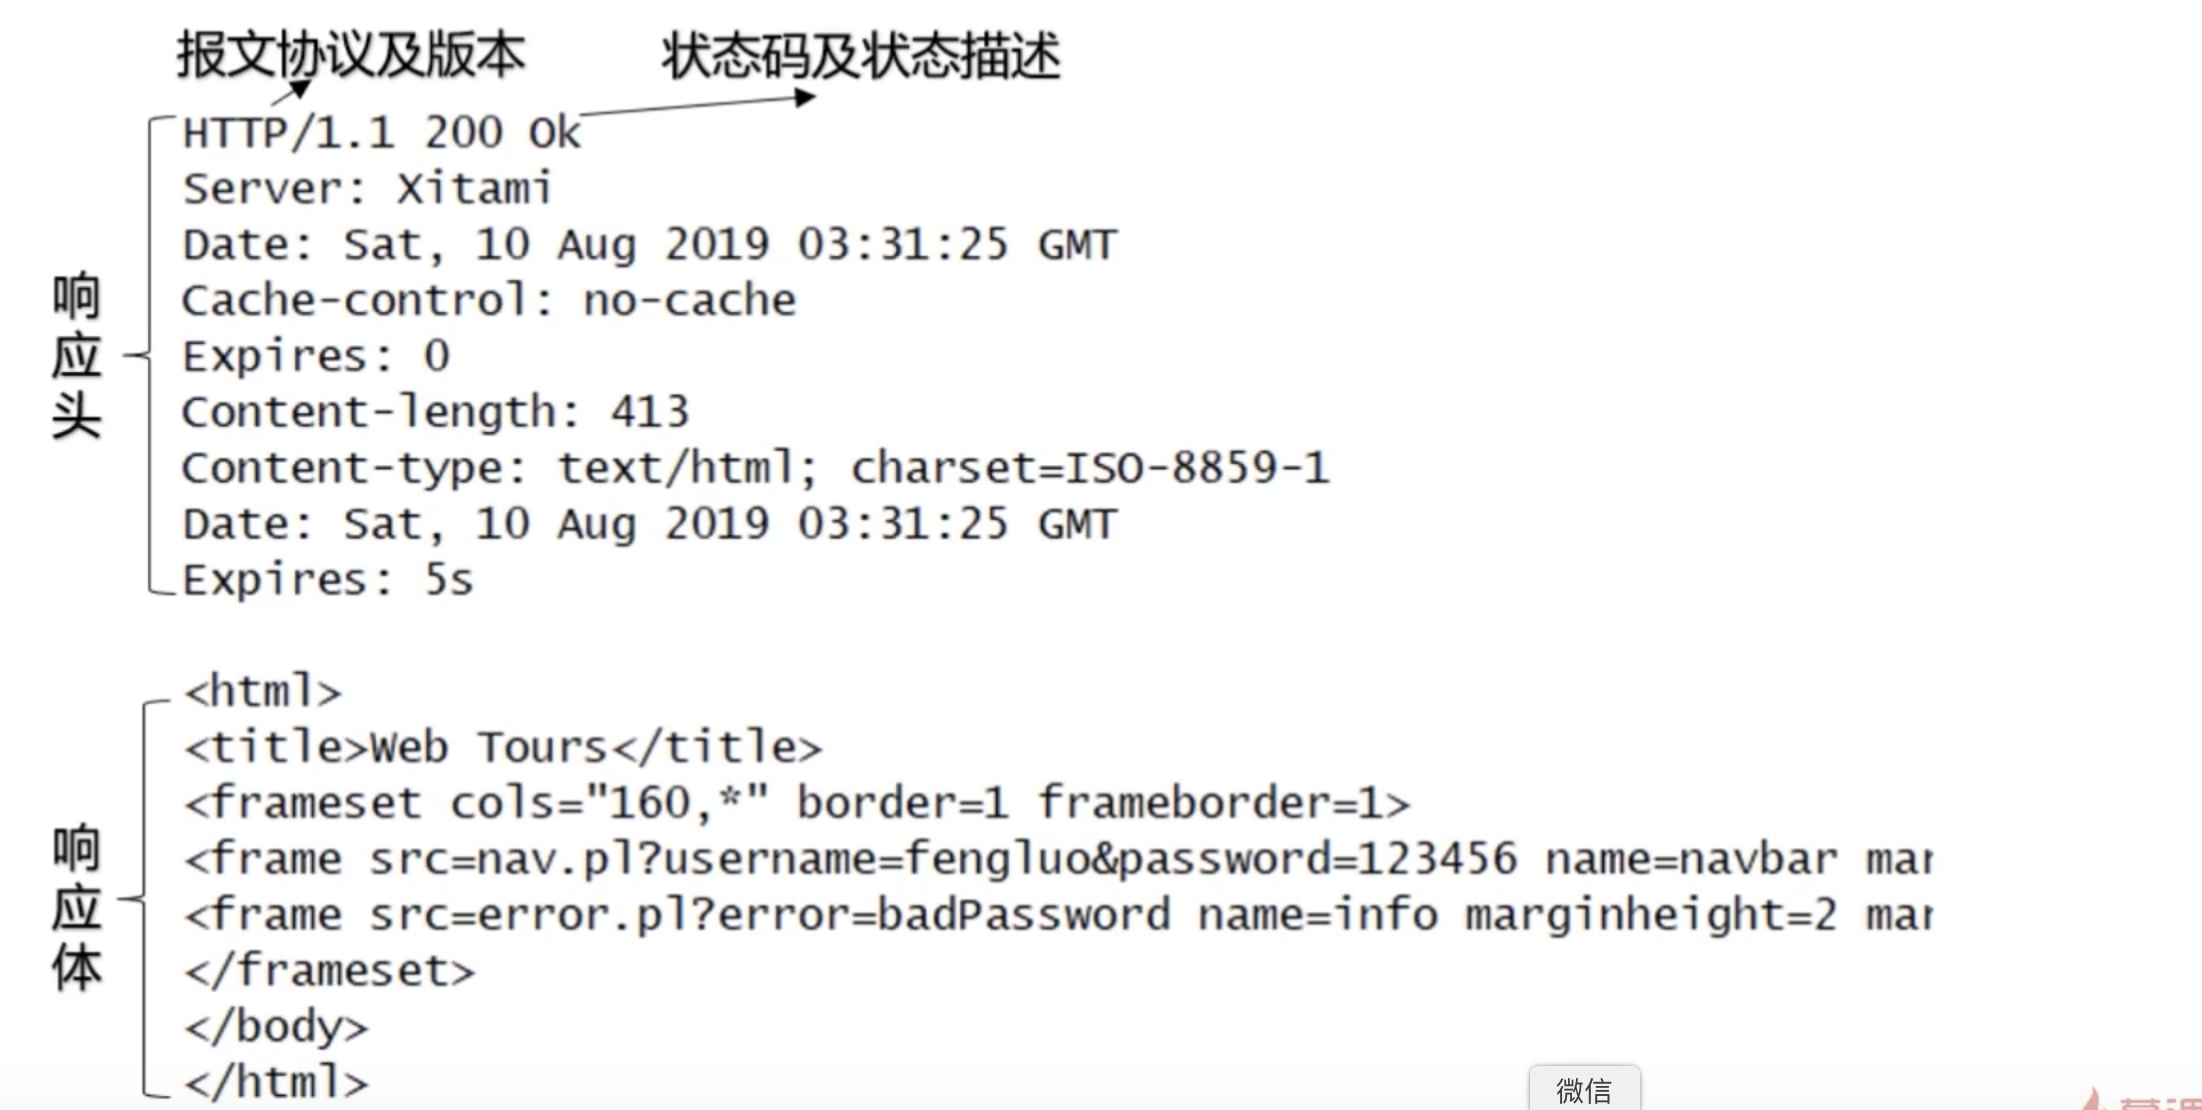 报文协议及版本 状态码及状态描述
HTTP/1.1 200 Ok
Server: Xitami
Date: Sat, 10 Aug 2019 03:31:25 GMT
Cache-control: no-cache
Expires: 0
Content-length: 413
Content-type: text/html; charset=ISO-8859-1
Date: Sat, 10 Aug 2019 03:31:25 GMT
Expires: 5s
响应头
<html>
<title>Web Tours</title>
<frameset cols="160,*" border=1 frameborder=1>
<frame src=nav.pl?username=fengluo&password=123456 name=navbar
<frame src=error.pl?error=badPassword name=info marginheight=2
</frameset>
</body>
</html>
响应体
微信